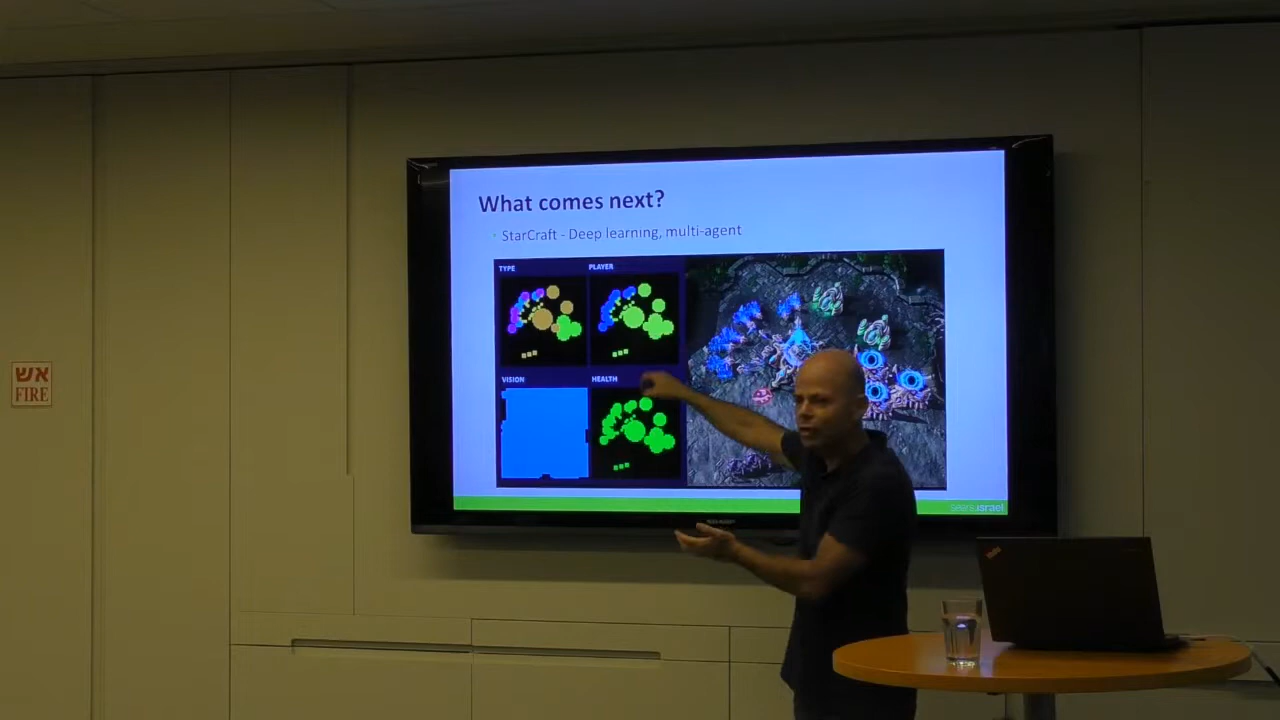 What comes next?
StarCraft - Deep learning, multi-agent
TYPE
PLAYER
VISION
HEALTH
sears.israel
אש
FIRE